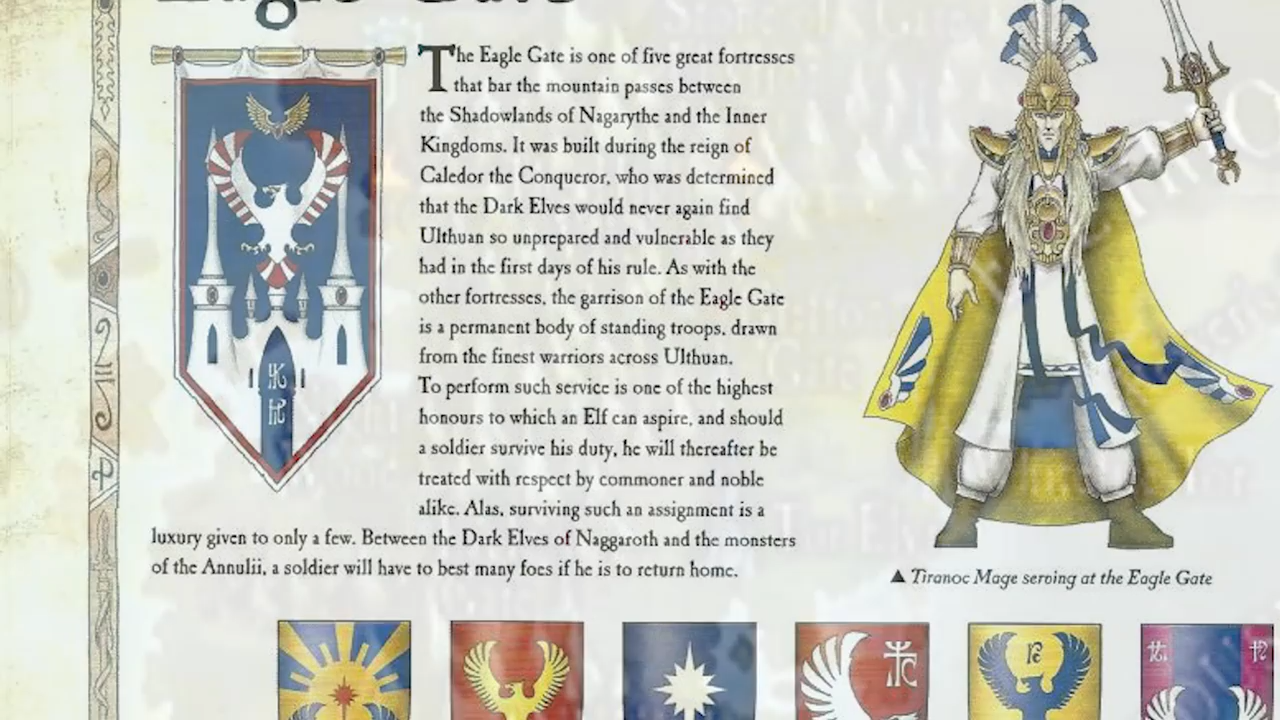 Eagle Gate
The Eagle Gate is one of five great fortresses
that bar the mountain passes between
the Shadowlands of Nagarythe and the Inner
Kingdoms. It was built during the reign of
Caledor the Conqueror, who was determined
that the Dark Elves would never again find
Ulthuan so unprepared and vulnerable as they
had in the first days of his rule. As with the
other fortresses, the garrison of the Eagle Gate
is a permanent body of standing troops, drawn
from the finest warriors across Ulthuan.
To perform such service is one of the highest
honours to which an Elf can aspire, and should
a soldier survive his duty, he will thereafter be
treated with respect by commoner and noble
alike. Alas, surviving such an assignment is a
luxury given to only a few. Between the Dark Elves of Naggaroth and the monsters
of the Annulii, a soldier will have to best many foes if he is to return home.
▲ Tiranoc Mage serving at the Eagle Gate